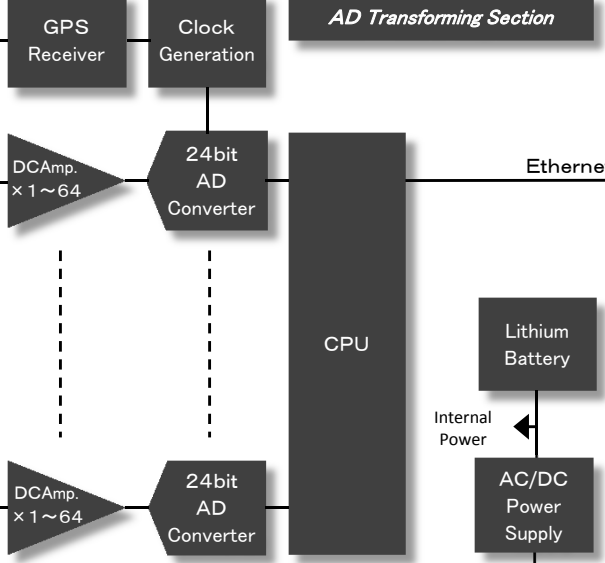 AD Transforming Section
GPS
Receiver
Clock
Generation
DCAmp.
×1～64
24bit
AD
Converter
Etherne
CPU
Lithium
Battery
Internal
Power
DCAmp.
×1～64
24bit
AD
Converter
AC/DC
Power
Supply